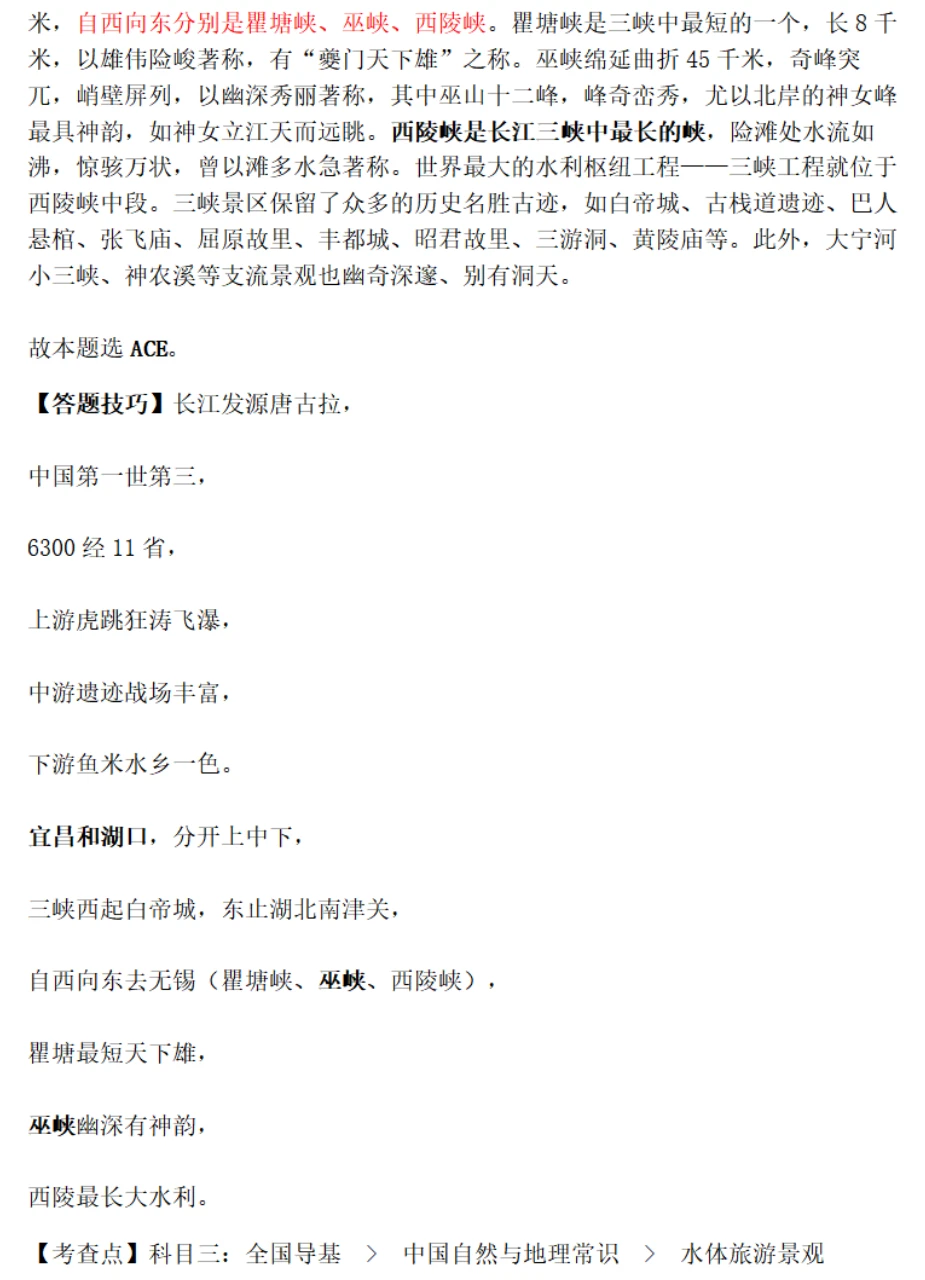 米，自西向东分别是瞿塘峡、巫峡、西陵峡。瞿塘峡是三峡中最短的一个，长 8 千
米，以雄伟险峻著称，有“夔门天下雄”之称。巫峡绵延曲折 45 千米，奇峰突
兀，峭壁屏列，以幽深秀丽著称，其中巫山十二峰，峰奇峦秀，尤以北岸的神女峰
最具神韵，如神女立江天而远眺。西陵峡是长江三峡中最长的峡，险滩处水流如
沸，惊骇万状，曾以滩多水急著称。世界最大的水利枢纽工程——三峡工程就位于
西陵峡中段。三峡景区保留了众多的历史名胜古迹，如白帝城、古栈道遗迹、巴人
悬棺、张飞庙、屈原故里、丰都城、昭君故里、三游洞、黄陵庙等。此外，大宁河
小三峡、神农溪等支流景观也幽奇深邃、别有洞天。
故本题选 ACE。
【答题技巧】长江发源唐古拉，
中国第一世第三，
6300 经 11 省，
上游虎跳狂涛飞瀑，
中游遗迹战场丰富，
下游鱼米水乡一色。
宜昌和湖口，分开上中下，
三峡西起白帝城，东止湖北南津关，
自西向东去无锡（瞿塘峡、巫峡、西陵峡），
瞿塘最短天下雄，
巫峡幽深有神韵，
西陵最长大水利。
【考查点】科目三：全国导基 > 中国自然与地理常识 > 水体旅游景观